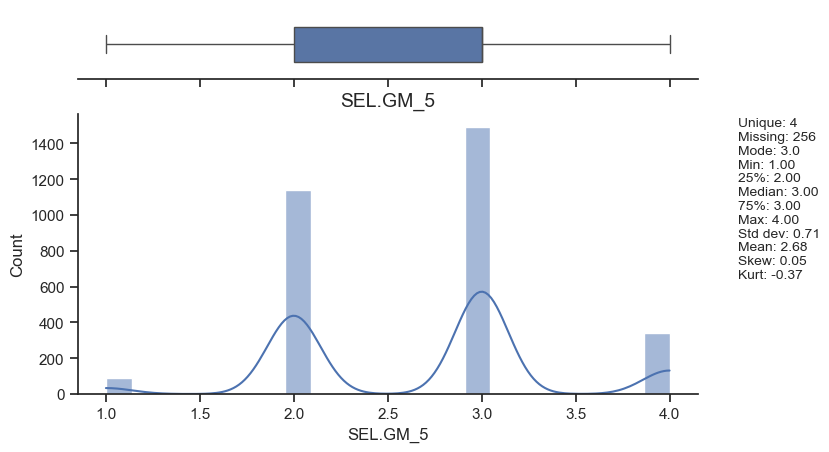 SEL.GM_5
1400
1200
1000
800
600
400
200
0
Count
1.0 1.5 2.0 2.5 3.0 3.5 4.0
SEL.GM_5
Unique: 4
Missing: 256
Mode: 3.0
Min: 1.00
25%: 2.00
Median: 3.00
75%: 3.00
Max: 4.00
Std dev: 0.71
Mean: 2.68
Skew: 0.05
Kurt: -0.37